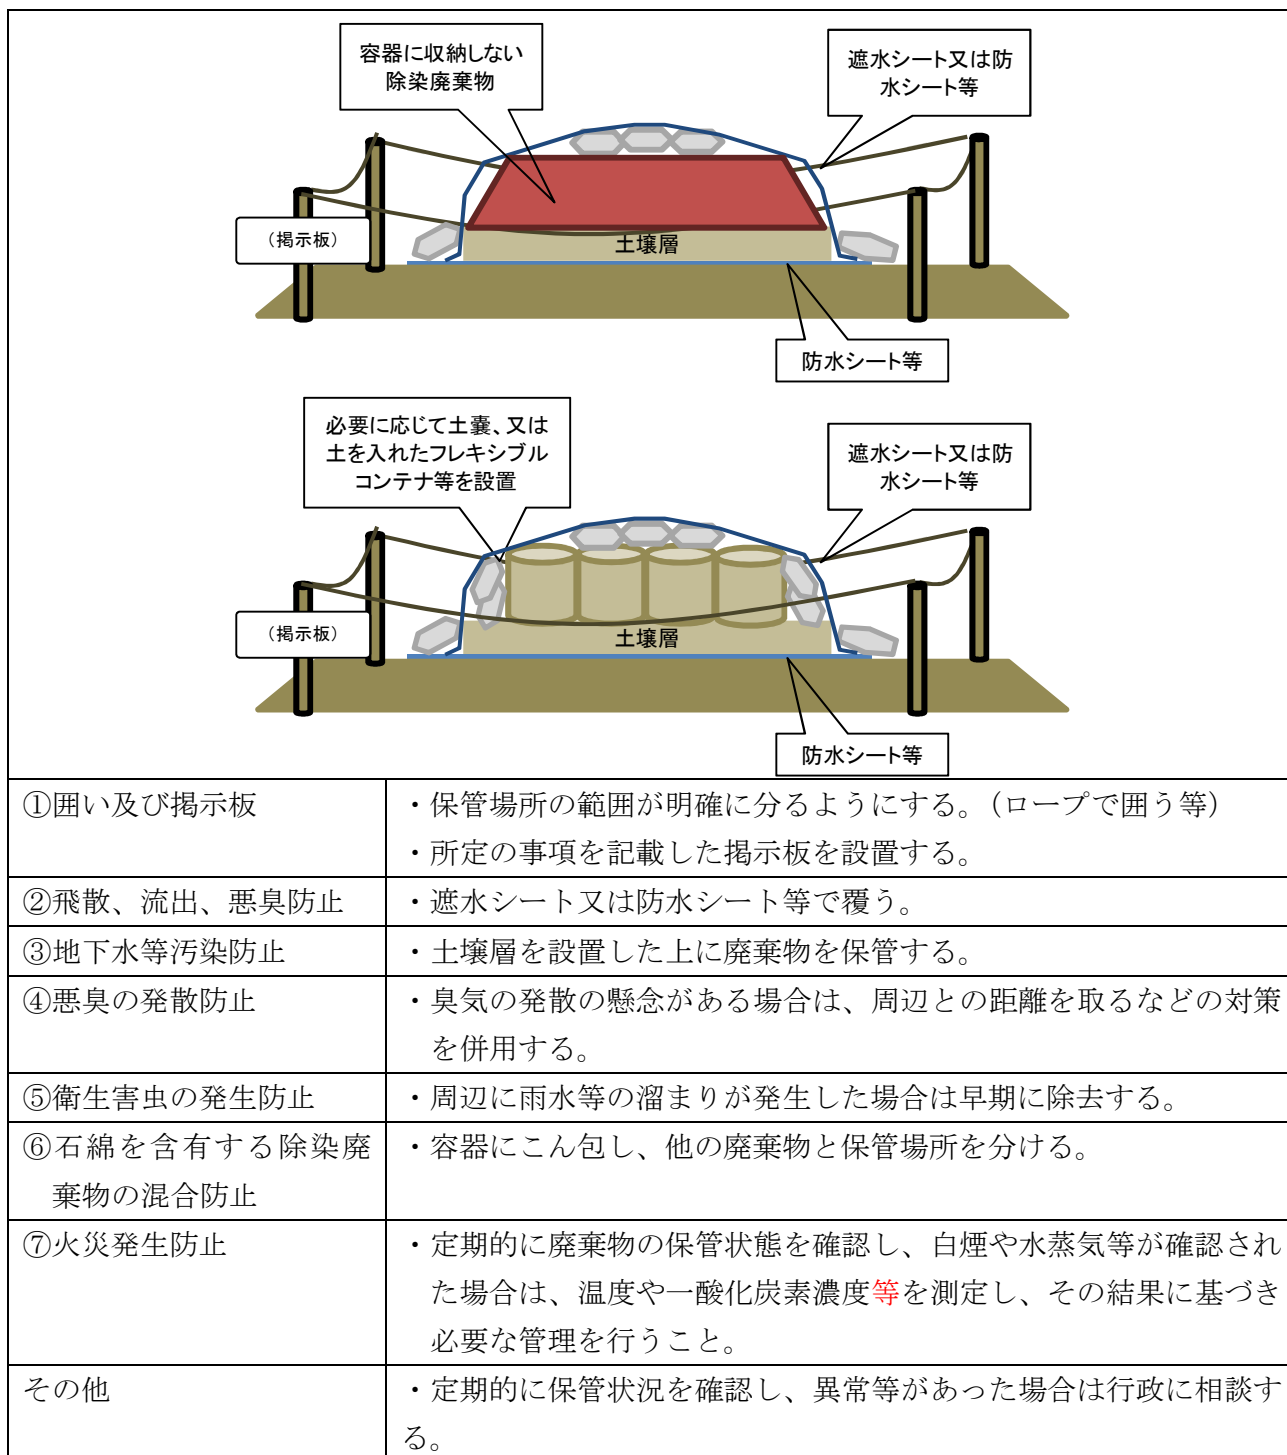 容器に収納しない
除染廃棄物
遮水シート又は防
水シート等
（掲示板）
土壌層
防水シート等
必要に応じて土嚢、又は
土を入れたフレキシブル
コンテナ等を設置
遮水シート又は防
水シート等
（掲示板）
土壌層
防水シート等
①囲い及び掲示板
・保管場所の範囲が明確に分るようにする。（ロープで囲う等）
・所定の事項を記載した掲示板を設置する。
②飛散、流出、悪臭防止
・遮水シート又は防水シート等で覆う。
③地下水等汚染防止
・土壌層を設置した上に廃棄物を保管する。
④悪臭の発散防止
・臭気の発散の懸念がある場合は、周辺との距離を取るなどの対策
を併用する。
⑤衛生害虫の発生防止
・周辺に雨水等の溜まりが発生した場合は早期に除去する。
⑥石綿を含有する除染廃
棄物の混合防止
・容器にこん包し、他の廃棄物と保管場所を分ける。
⑦火災発生防止
・定期的に廃棄物の保管状態を確認し、白煙や水蒸気等が確認され
た場合は、温度や一酸化炭素濃度等を測定し、その結果に基づき
必要な管理を行うこと。
その他
・定期的に保管状況を確認し、異常等があった場合は行政に相談す
る。